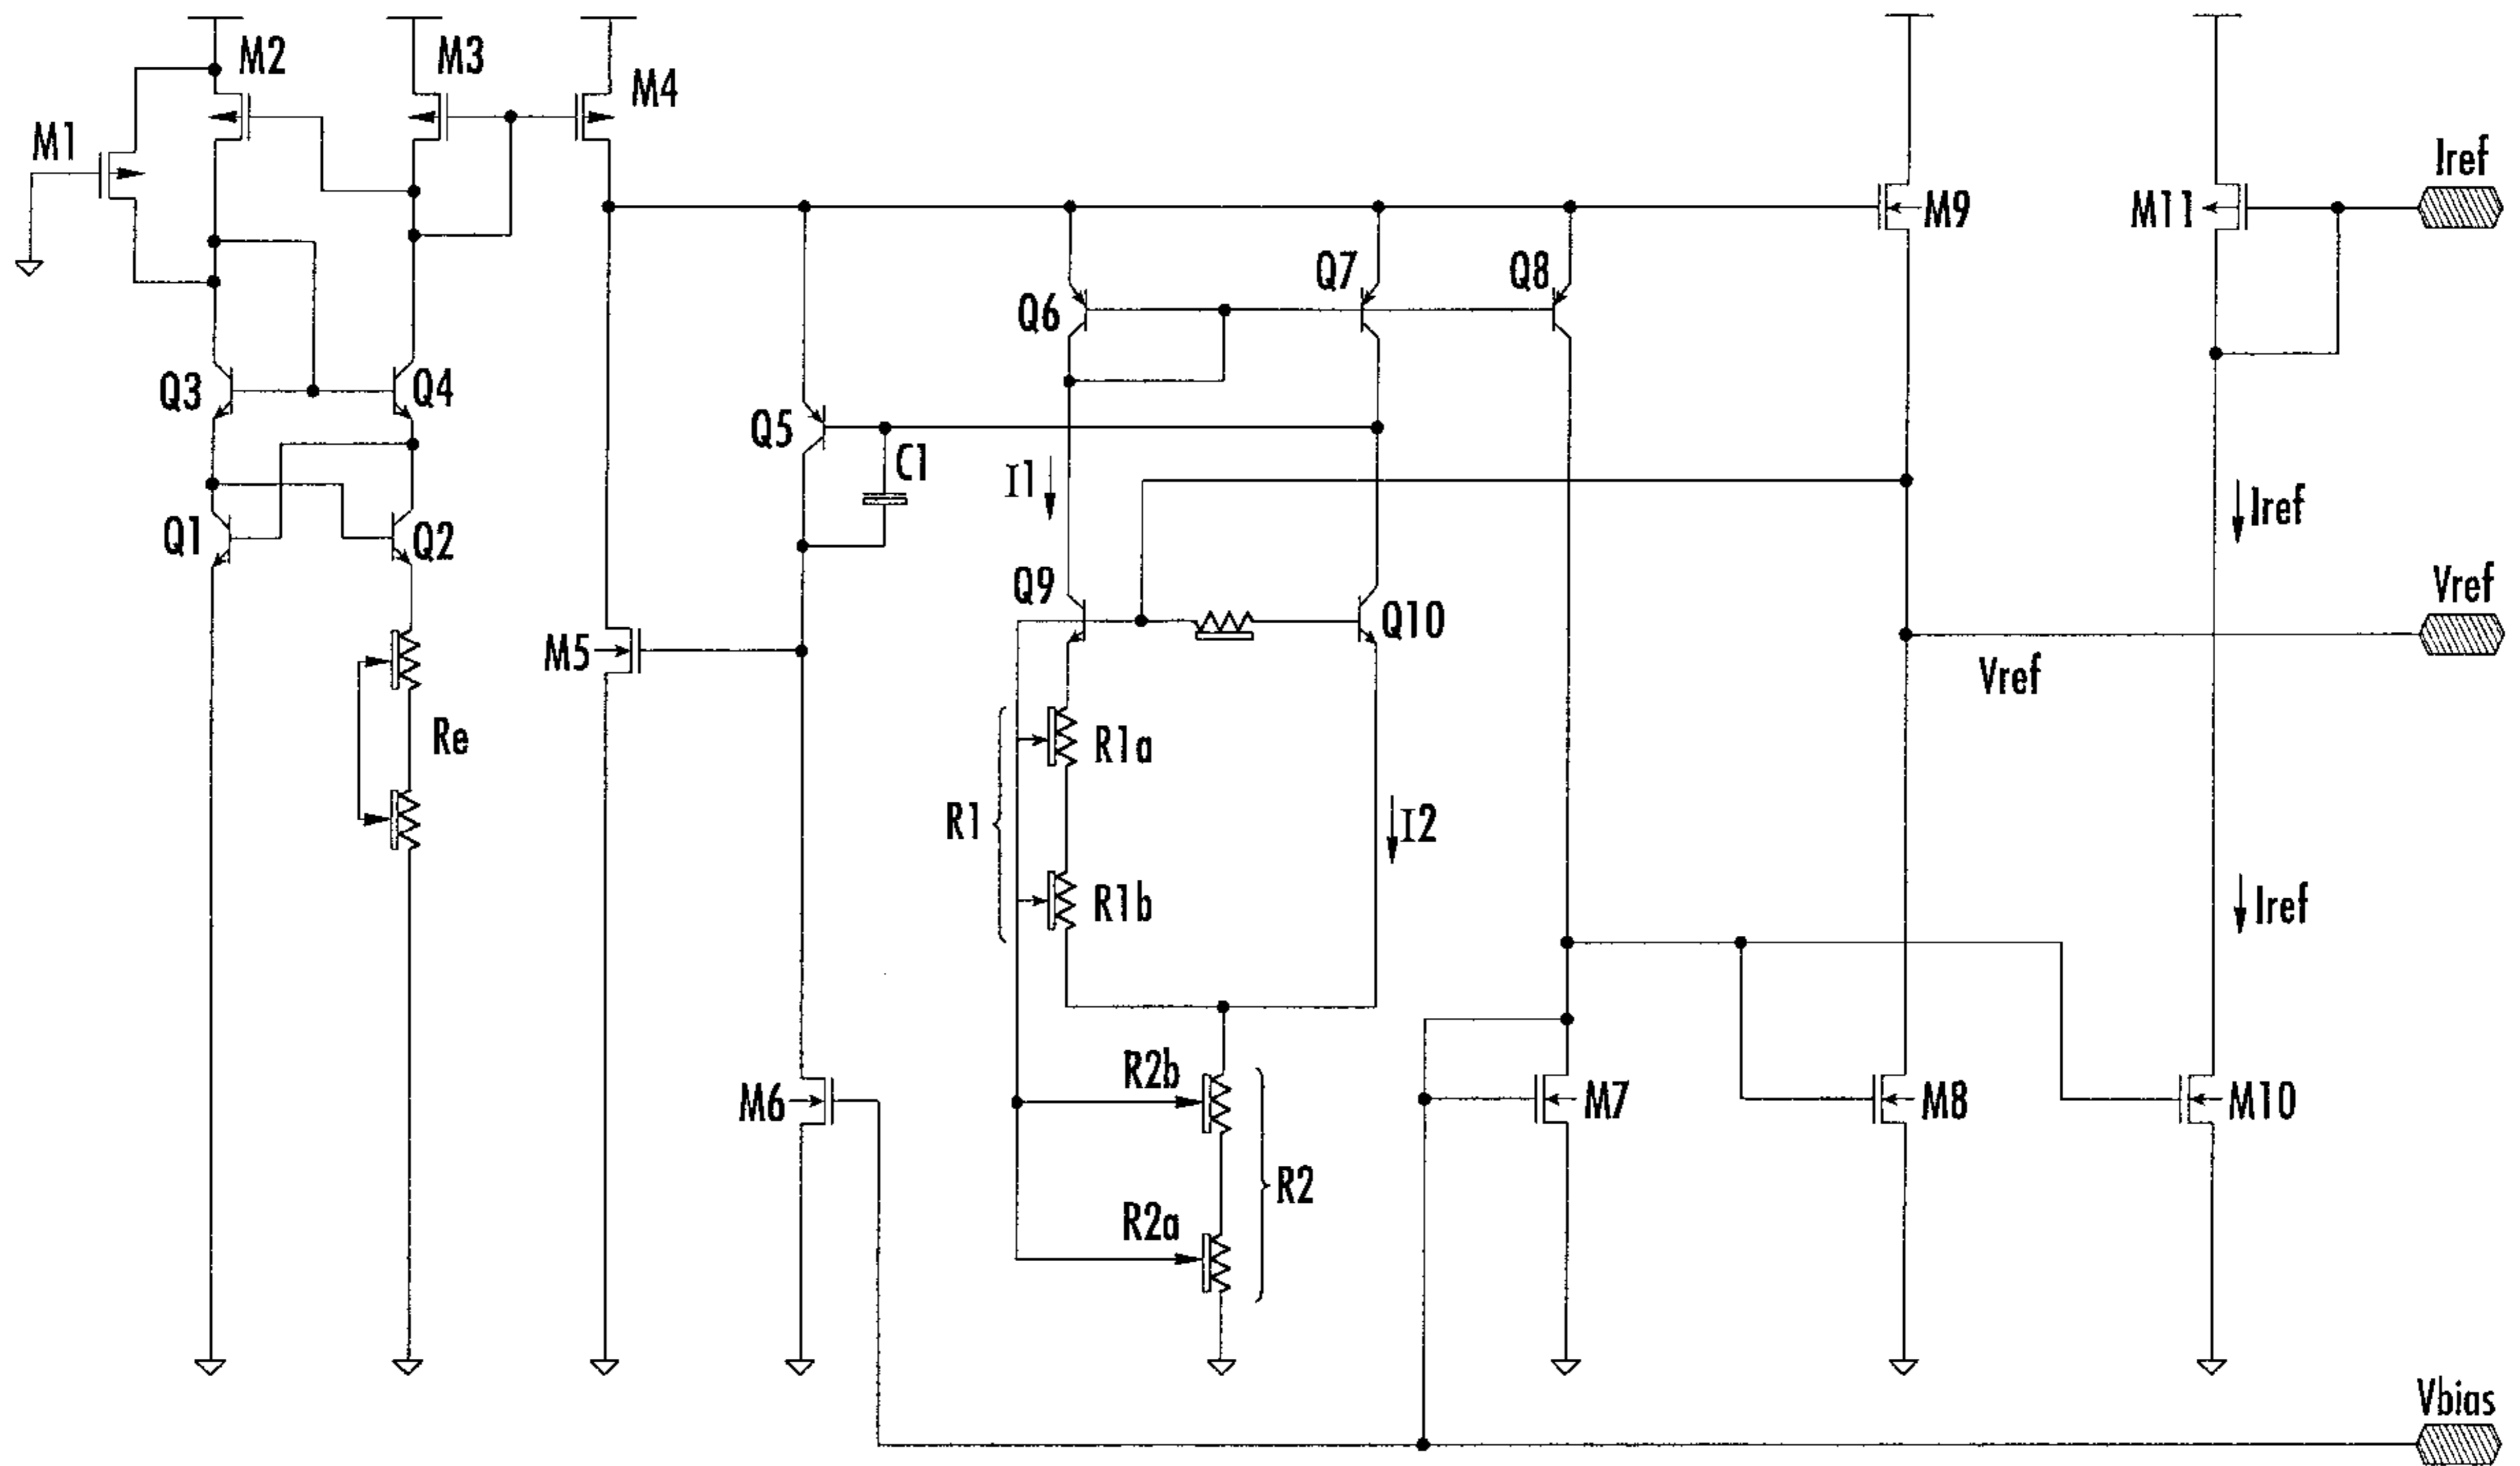 M2
M3
M4
M1
Iref
M9
M11
Q6
Q7
Q8
Q3
Q4
Q5
C1
I1
Iref
Q1
Q2
Q9
Q10
Vref
M5
Vref
Re
R1a
R1
I2
R1b
Iref
R2b
M6
M7
M8
M10
R2
R2a
Vbias